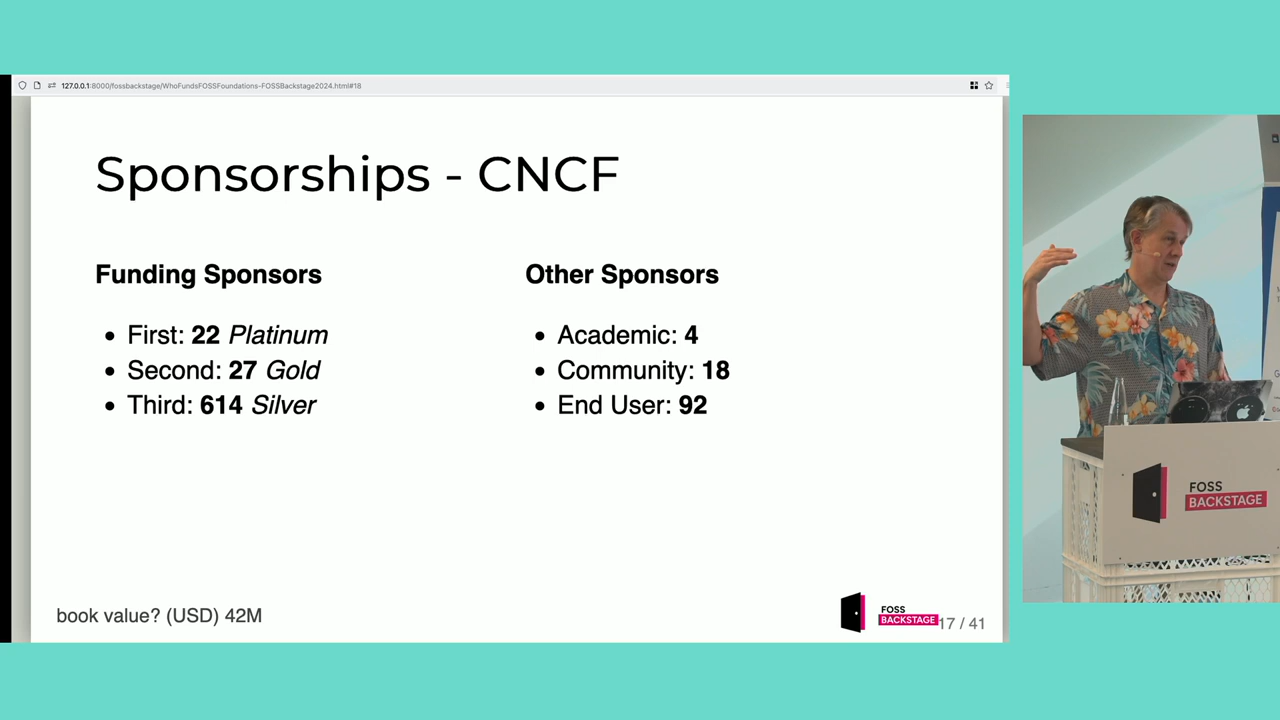 127.0.0.1:8000/fossbackstage/WhoFundsFOSSFoundations-FOSSBackstage2024.html#18
Sponsorships - CNCF
Funding Sponsors
First: 22 Platinum
Second: 27 Gold
Third: 614 Silver
Other Sponsors
Academic: 4
Community: 18
End User: 92
book value? (USD) 42M
FOSS
BACKSTAGE
17 / 41
FOSS
BACKSTAGE